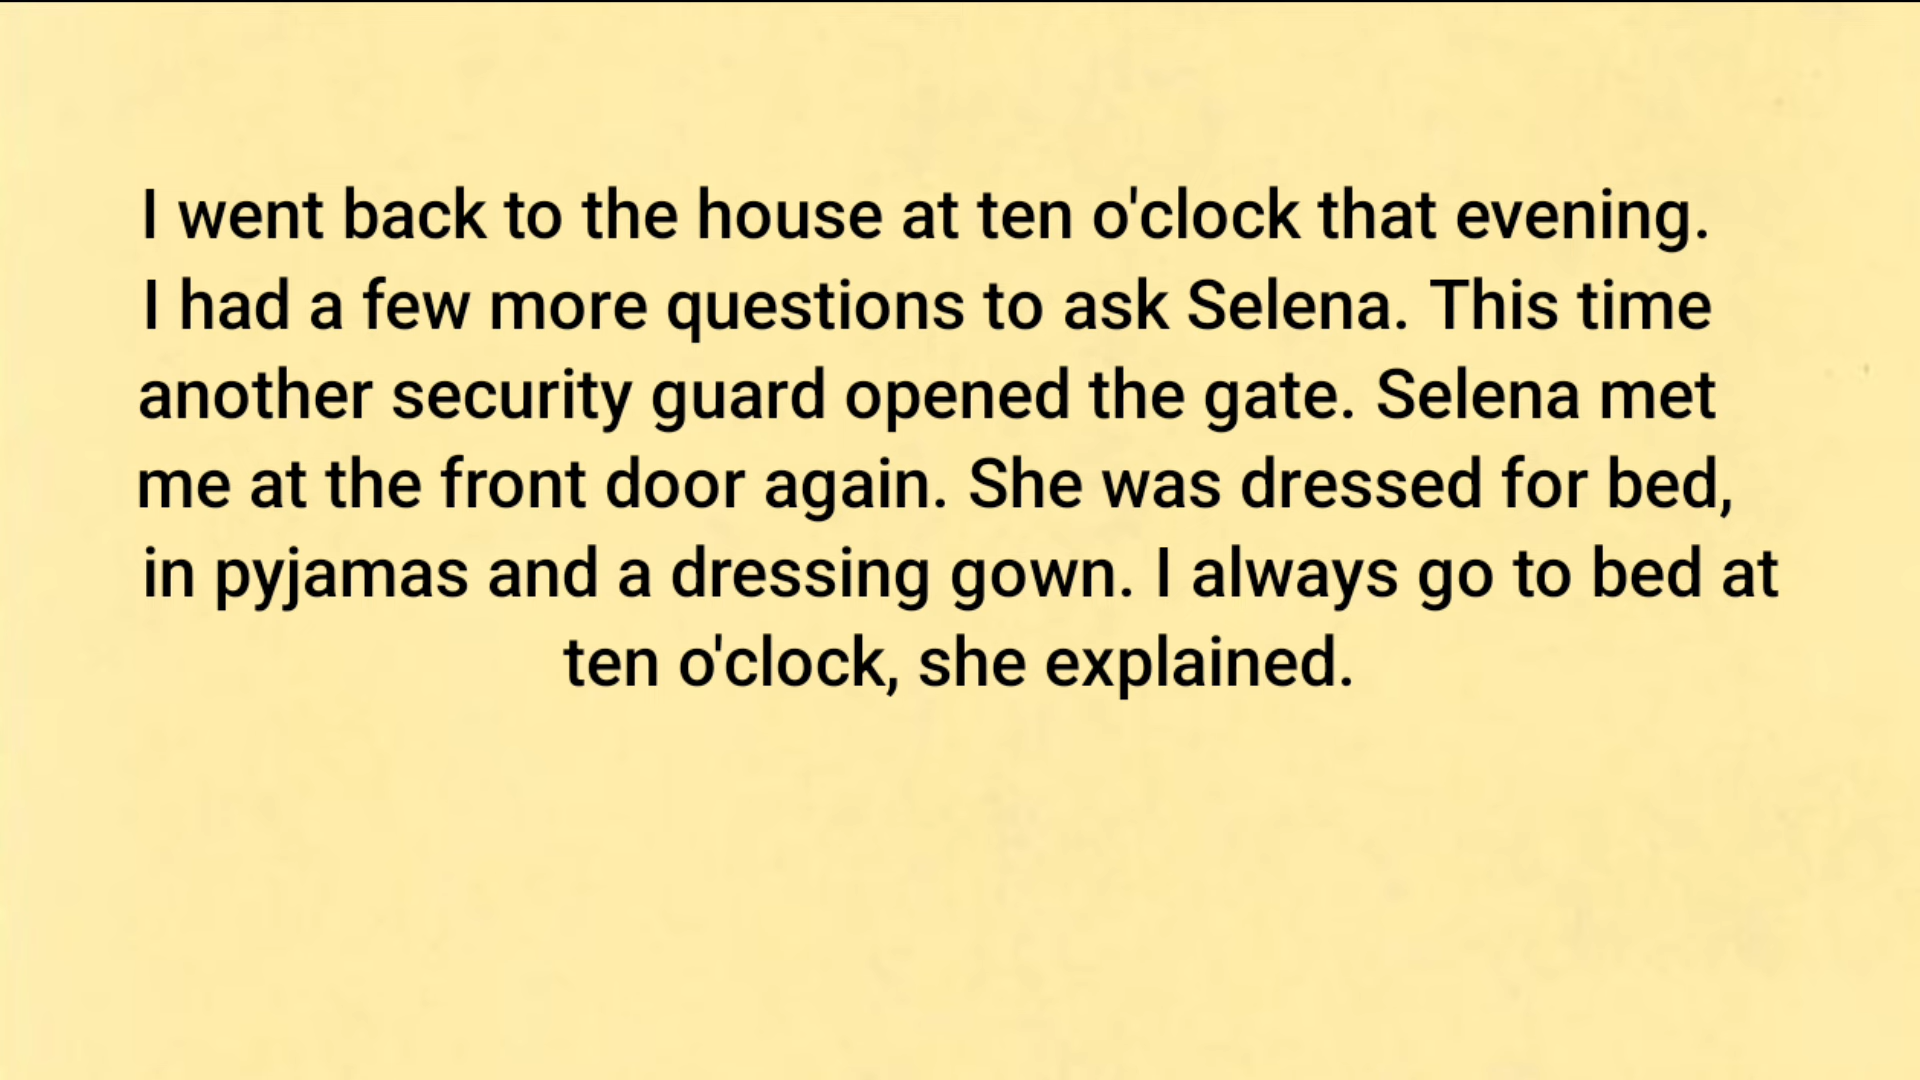 I went back to the house at ten o'clock that evening.
I had a few more questions to ask Selena. This time
another security guard opened the gate. Selena met
me at the front door again. She was dressed for bed,
in pyjamas and a dressing gown. I always go to bed at
ten o'clock, she explained.